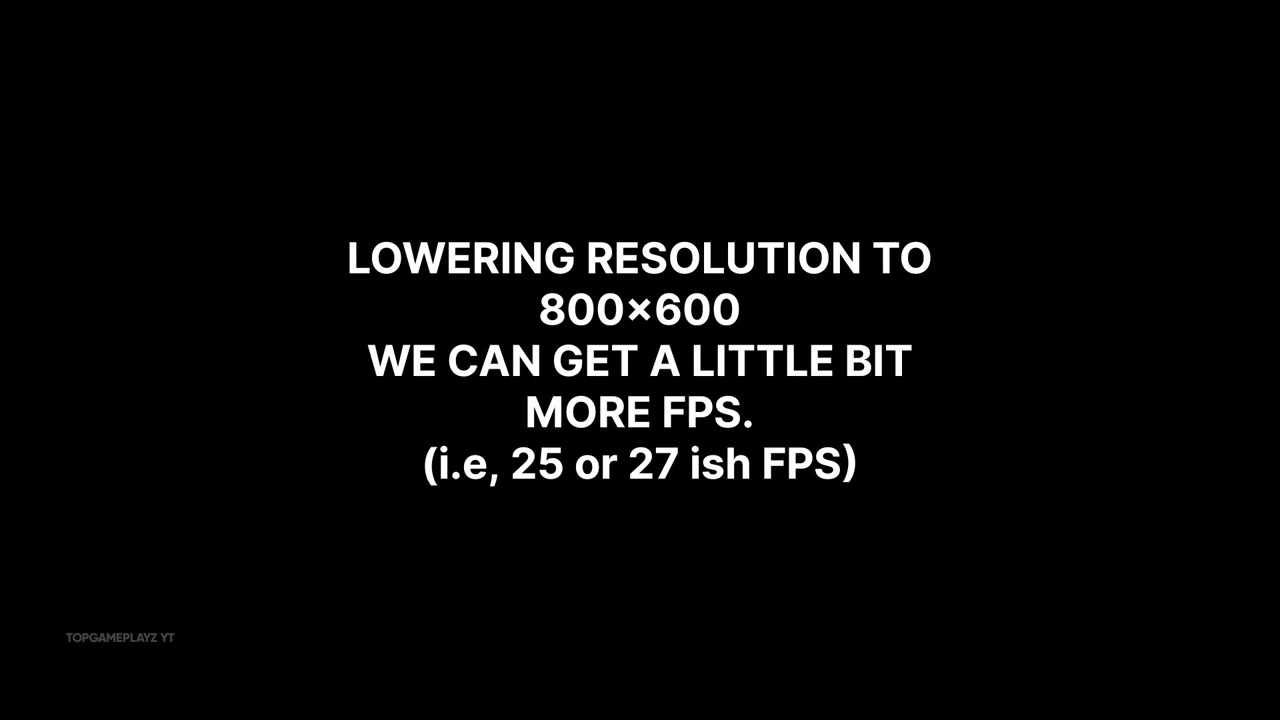 LOWERING RESOLUTION TO
800×600
WE CAN GET A LITTLE BIT
MORE FPS.
(i.e, 25 or 27 ish FPS)
TOPGAMEPLAYZ YT